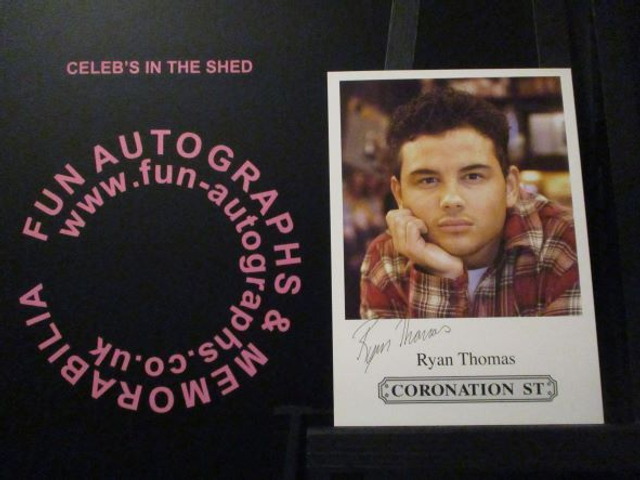 CELEB'S IN THE SHED
FUN AUTOGRAPHS & MEMORABILIA
www.fun-autographs.co.uk
Ryan Thomas
Ryan Thomas
CORONATION ST